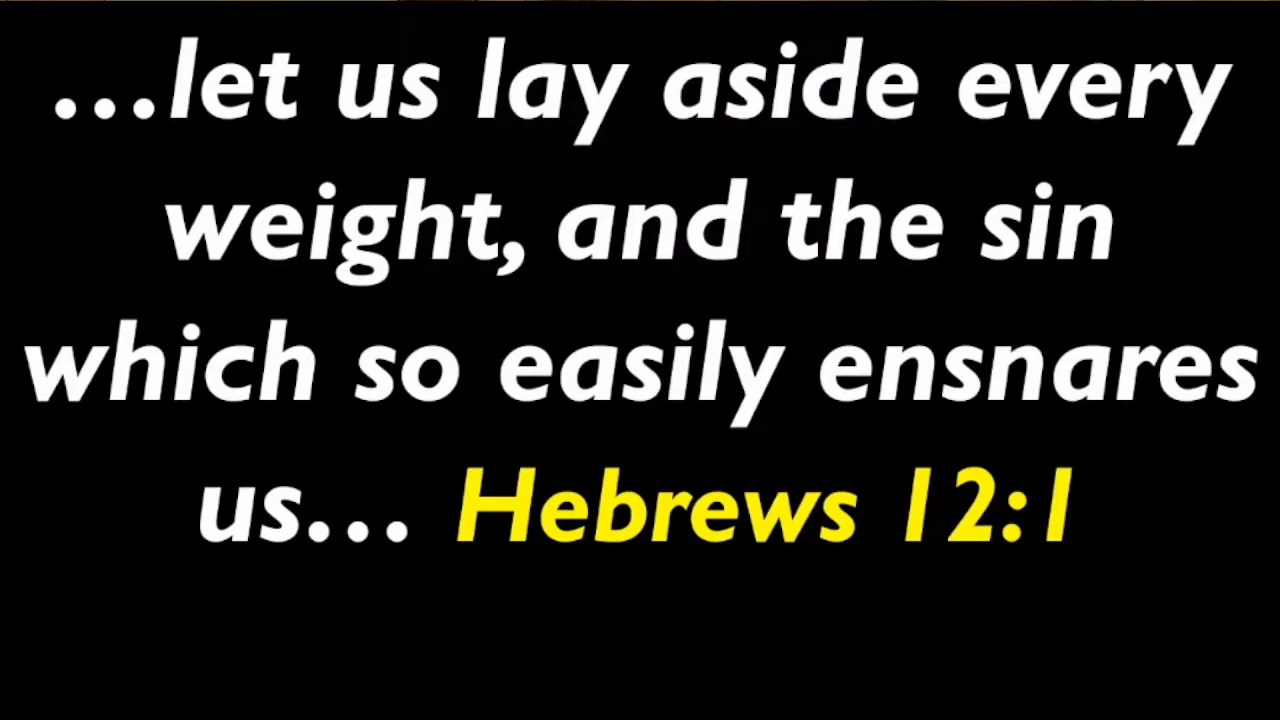 …let us lay aside every
weight, and the sin
which so easily ensnares
us… Hebrews 12:1